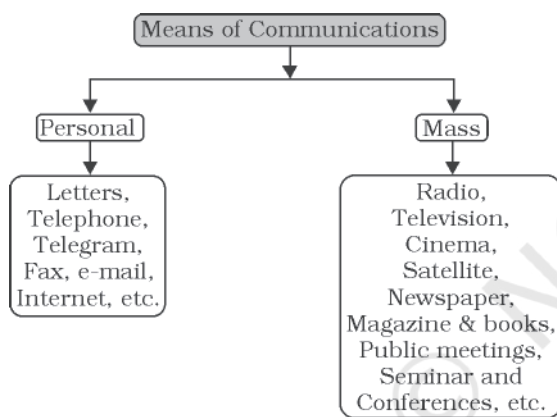 Means of Communications
Personal
Mass
Letters,
Telephone,
Telegram,
Fax, e-mail,
Internet, etc.
Radio,
Television,
Cinema,
Satellite,
Newspaper,
Magazine & books,
Public meetings,
Seminar and
Conferences, etc.